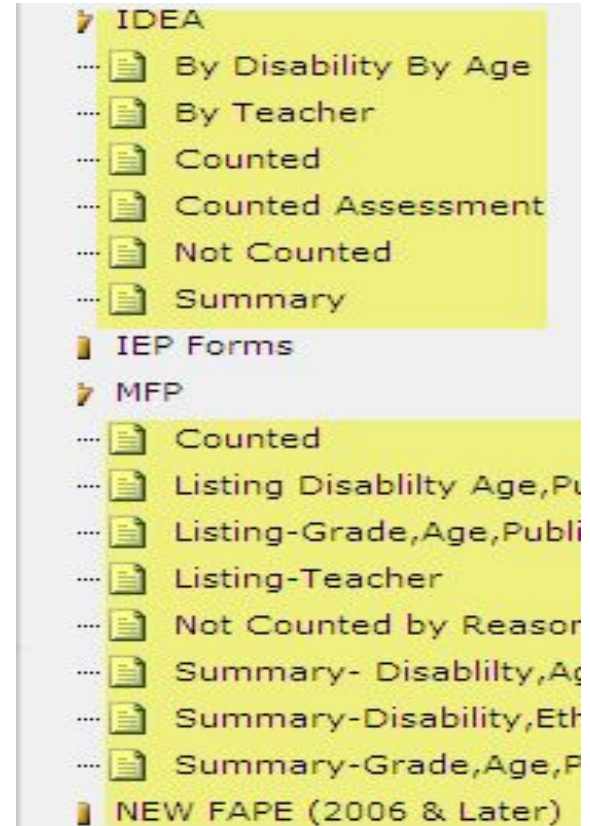 IDEA
By Disability By Age
By Teacher
Counted
Counted Assessment
Not Counted
Summary
IEP Forms
MFP
Counted
Listing Disablilty Age,Pu
Listing-Grade,Age,Publi
Listing-Teacher
Not Counted by Reason
Summary- Disablilty,Ag
Summary-Disability,Eth
Summary-Grade,Age,P
NEW FAPE (2006 & Later)